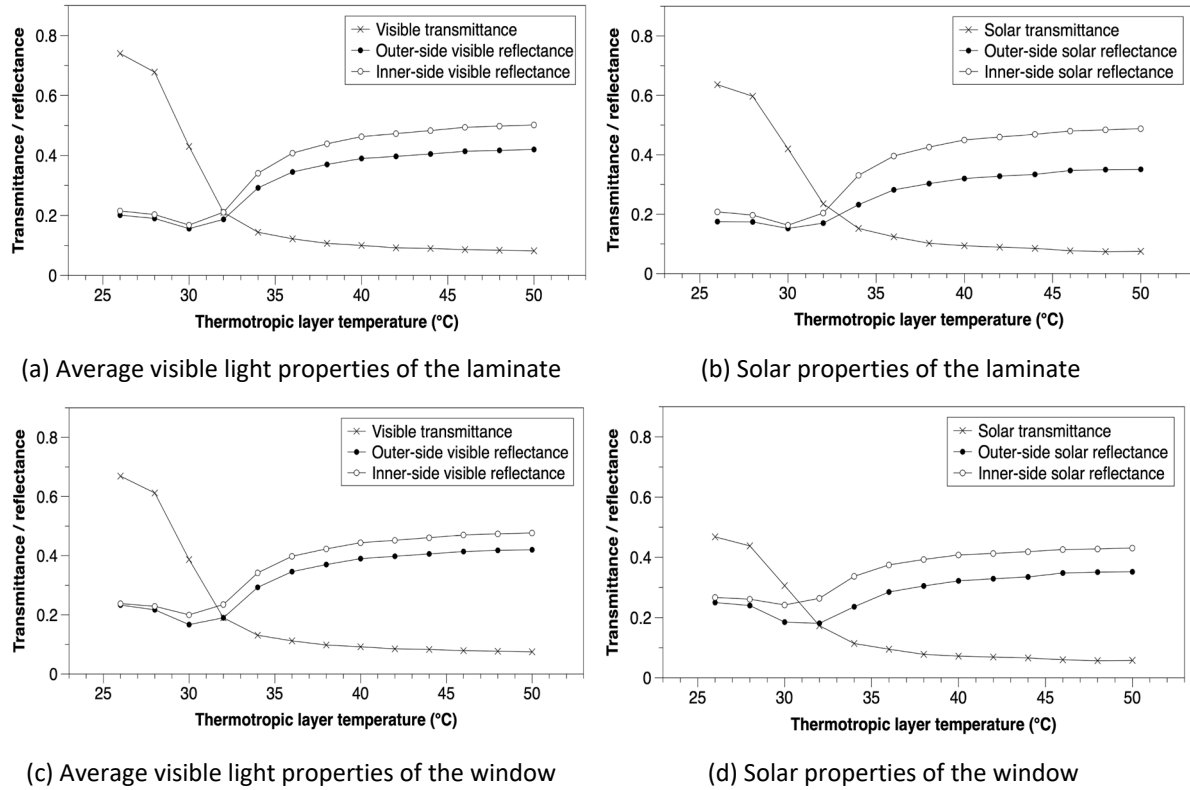 Transmittance / reflectance
0.8
0.6
0.4
0.2
0
Visible transmittance
Outer-side visible reflectance
Inner-side visible reflectance
25 30 35 40 45 50
Thermotropic layer temperature (°C)
(a) Average visible light properties of the laminate
Transmittance / reflectance
0.8
0.6
0.4
0.2
0
Solar transmittance
Outer-side solar reflectance
Inner-side solar reflectance
25 30 35 40 45 50
Thermotropic layer temperature (°C)
(b) Solar properties of the laminate
Transmittance / reflectance
0.8
0.6
0.4
0.2
0
Visible transmittance
Outer-side visible reflectance
Inner-side visible reflectance
25 30 35 40 45 50
Thermotropic layer temperature (°C)
(c) Average visible light properties of the window
Transmittance / reflectance
0.8
0.6
0.4
0.2
0
Solar transmittance
Outer-side solar reflectance
Inner-side solar reflectance
25 30 35 40 45 50
Thermotropic layer temperature (°C)
(d) Solar properties of the window